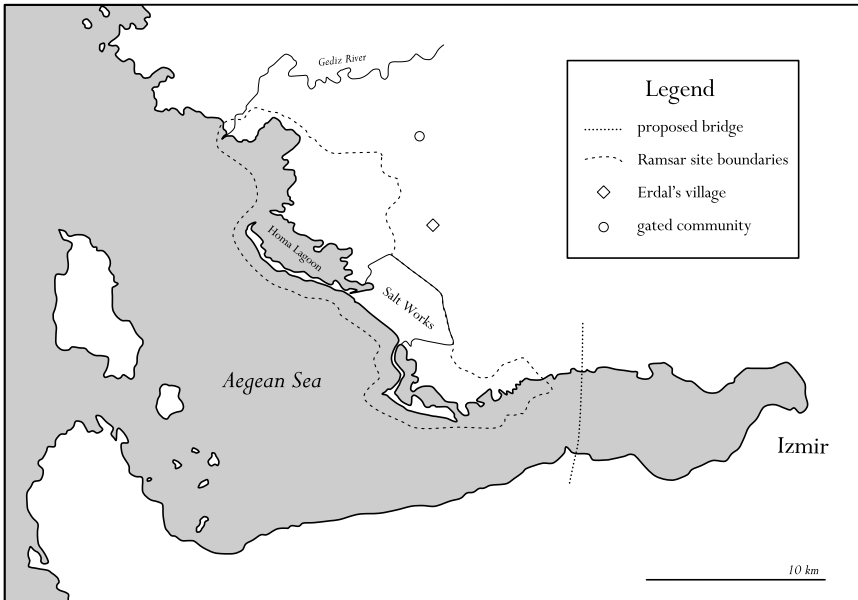 Gediz River
Legend
proposed bridge
Ramsar site boundaries
Erdal's village
gated community
Homa Lagoon
Salt Works
Aegean Sea
Izmir
10 km